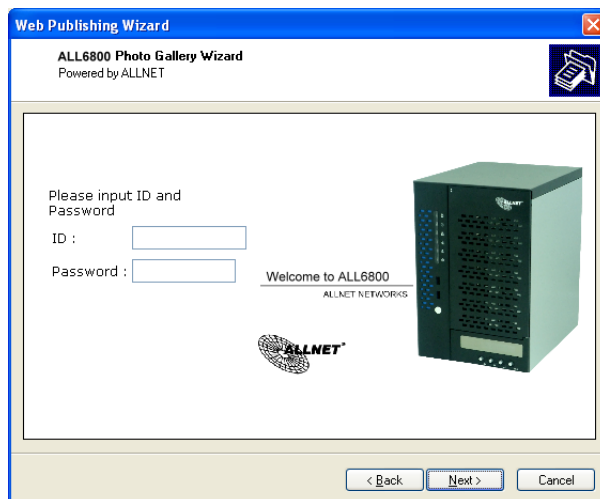 Web Publishing Wizard
ALL6800 Photo Gallery Wizard
Powered by ALLNET
Please input ID and
Password
ID :
Password :
Welcome to ALL6800
ALLNET NETWORKS
ALLNET
ALLNET
< Back
Next >
Cancel